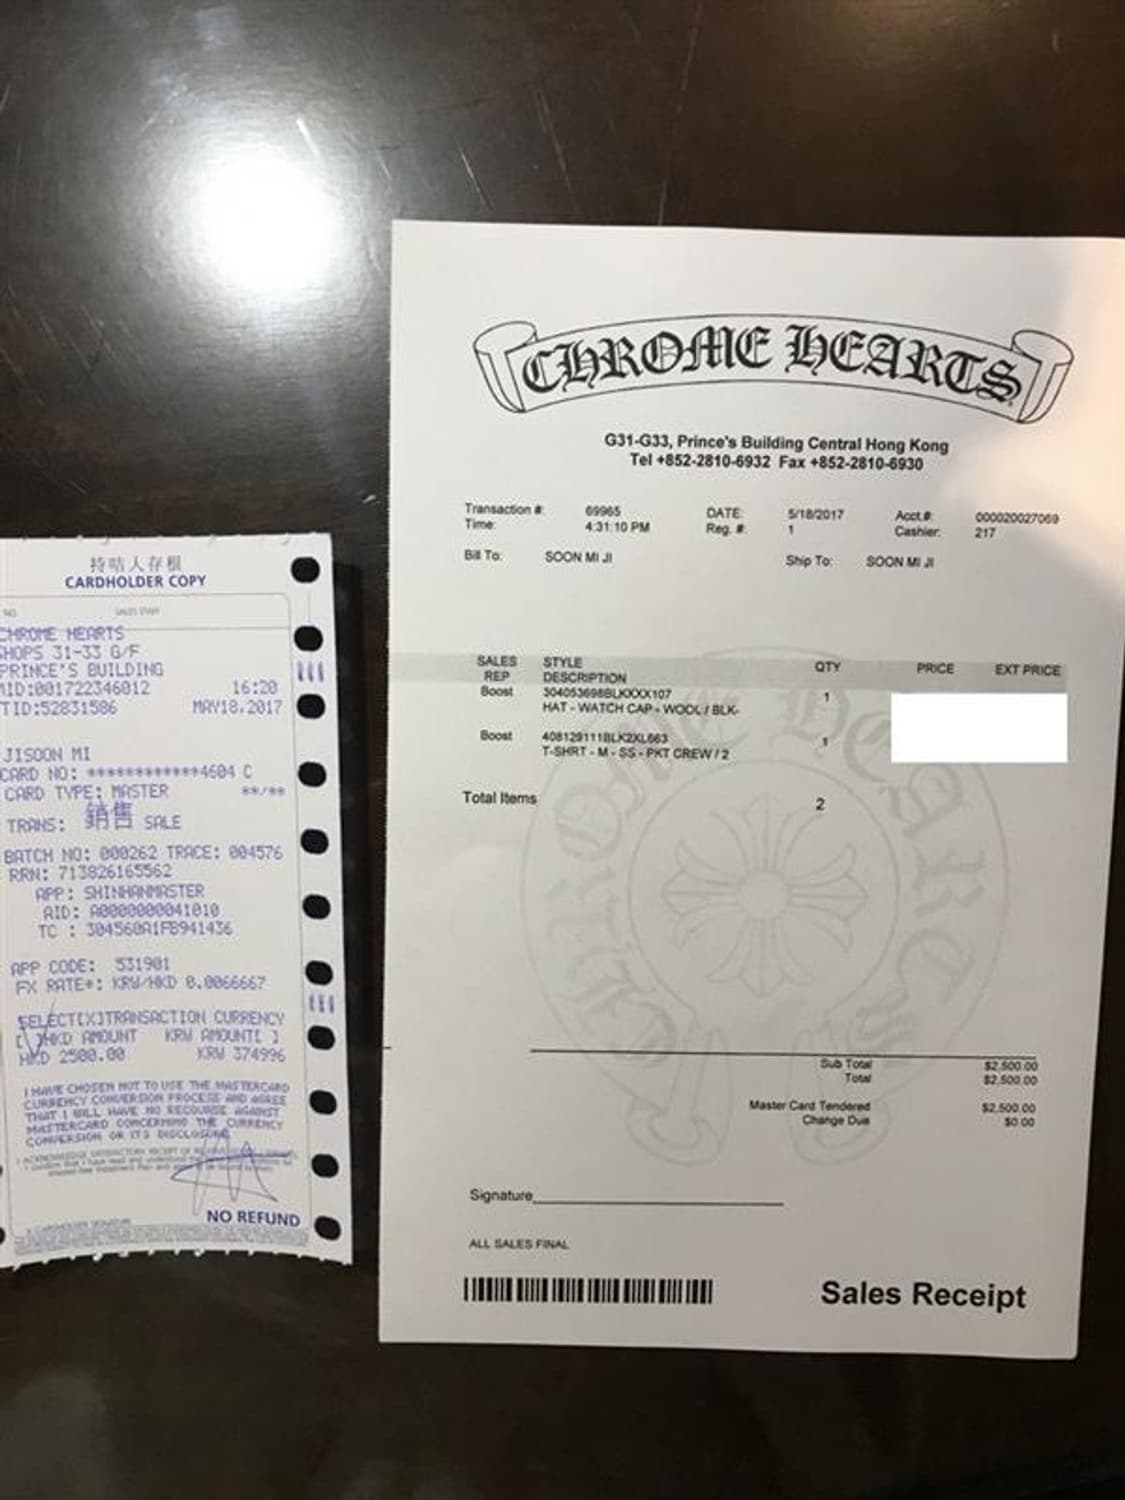 持咭人存根
CARDHOLDER COPY
NO.
SALES STAFF
CHROME HEARTS
SHOPS 31-33 G/F
PRINCE'S BUILDING
MID:001722346012 16:20
TID:52831586 MAY18,2017
JISOON MI
CARD NO: ************4604 C
CARD TYPE: MASTER **/**
TRANS: 銷售 SALE
BATCH NO: 000262 TRACE: 004576
RRN: 713826165562
APP: SHINHANMASTER
AID: A0000000041010
TC : 304560A1FB941436
APP CODE: 531901
FX RATE*: KRW/HKD 0.0066667
SELECT[X]TRANSACTION CURRENCY
[ ]HKD AMOUNT KRW AMOUNT[ ]
HKD 2500.00 KRW 374996
I HAVE CHOSEN NOT TO USE THE MASTERCARD
CURRENCY CONVERSION PROCESS AND AGREE
THAT I WILL HAVE NO RECOURSE AGAINST
MASTERCARD CONCERNING THE CURRENCY
CONVERSION OR ITS DISCLOSURE
NO REFUND
CHROME HEARTS
G31-G33, Prince's Building Central Hong Kong
Tel +852-2810-6932 Fax +852-2810-6930
Transaction #: 69965 DATE: 5/18/2017 Acct.#: 000020027069
Time: 4:31:10 PM Reg. #: 1 Cashier: 217
Bill To: SOON MI JI Ship To: SOON MI JI
SALES REP STYLE DESCRIPTION QTY PRICE EXT PRICE
Boost 304053698BLKXXX107 1
HAT - WATCH CAP - WOOL / BLK-
Boost 408129111BLK2XL663 1
T-SHRT - M - SS - PKT CREW / 2
Total Items 2
CHROME HEARTS
Sub Total $2,500.00
Total $2,500.00
Master Card Tendered $2,500.00
Change Due $0.00
Signature
ALL SALES FINAL
Sales Receipt